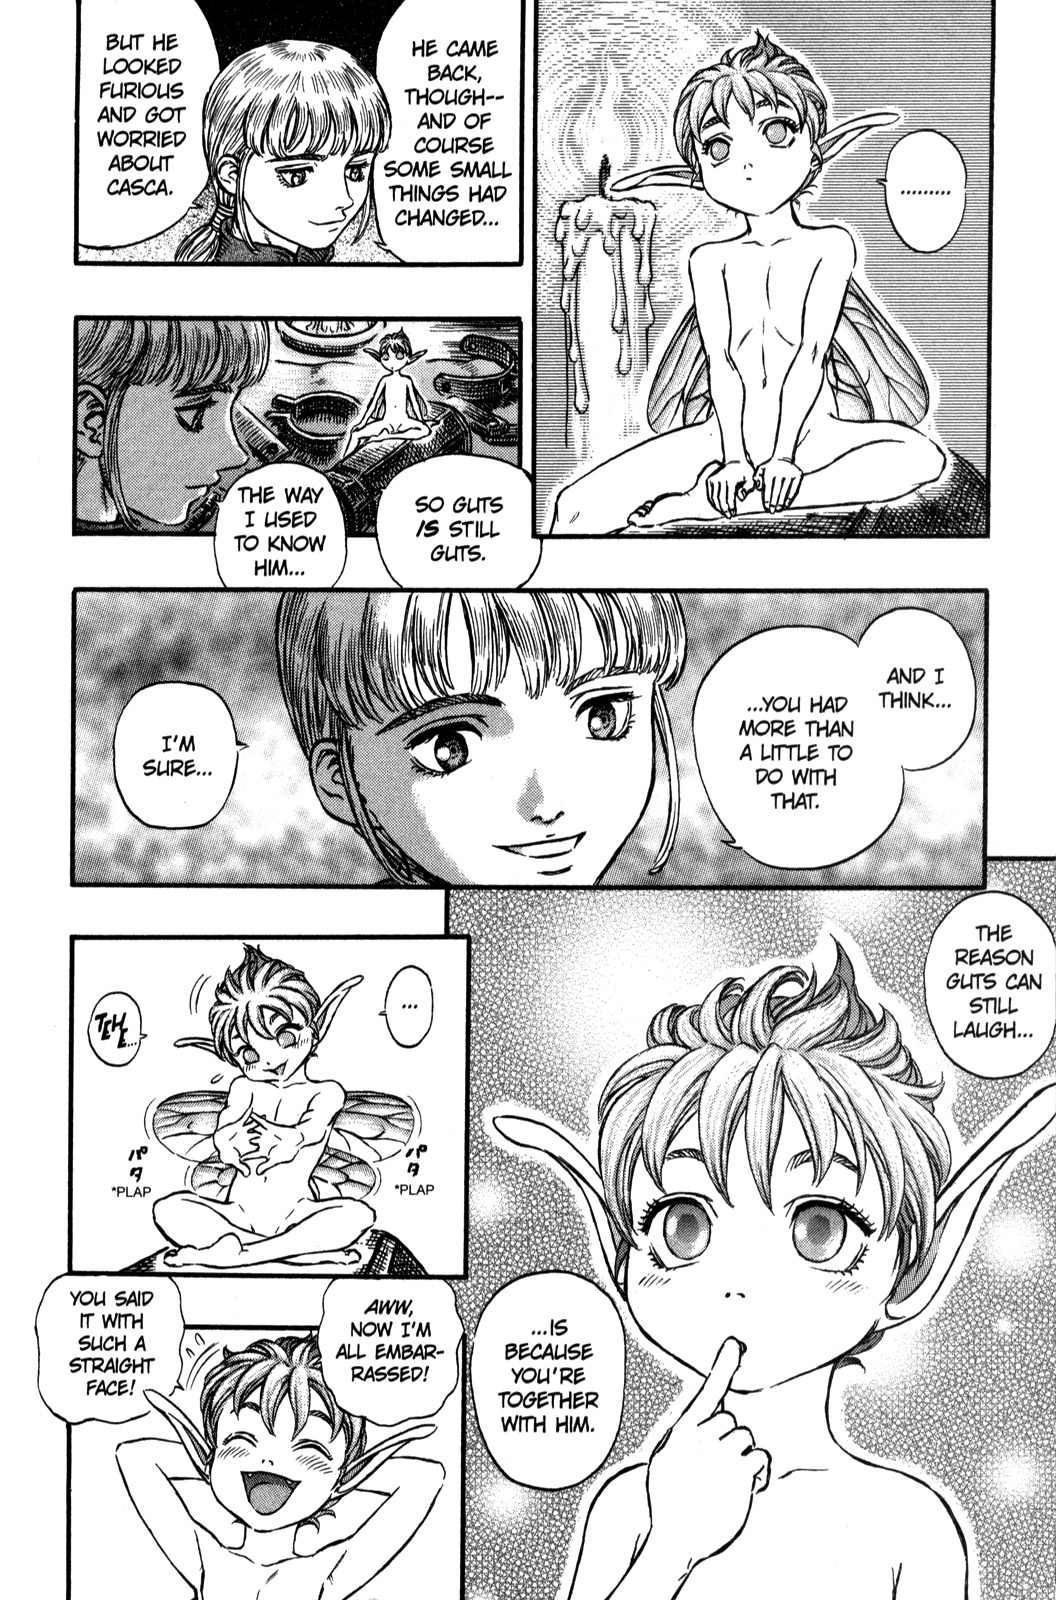 ..........
HE CAME
BACK,
THOUGH--
AND OF
COURSE
SOME SMALL
THINGS HAD
CHANGED...
BUT HE
LOOKED
FURIOUS
AND GOT
WORRIED
ABOUT
CASCA.
SO GUTS
IS STILL
GUTS.
THE WAY
I USED
TO KNOW
HIM...
AND I
THINK...
...YOU HAD
MORE THAN
A LITTLE TO
DO WITH
THAT.
I'M
SURE...
THE
REASON
GUTS CAN
STILL
LAUGH...
...IS
BECAUSE
YOU'RE
TOGETHER
WITH HIM.
...
TEHE...
パタ
*PLAP
パタ
*PLAP
AWW,
NOW I'M
ALL EMBAR-
RASSED!
YOU SAID
IT WITH
SUCH A
STRAIGHT
FACE!